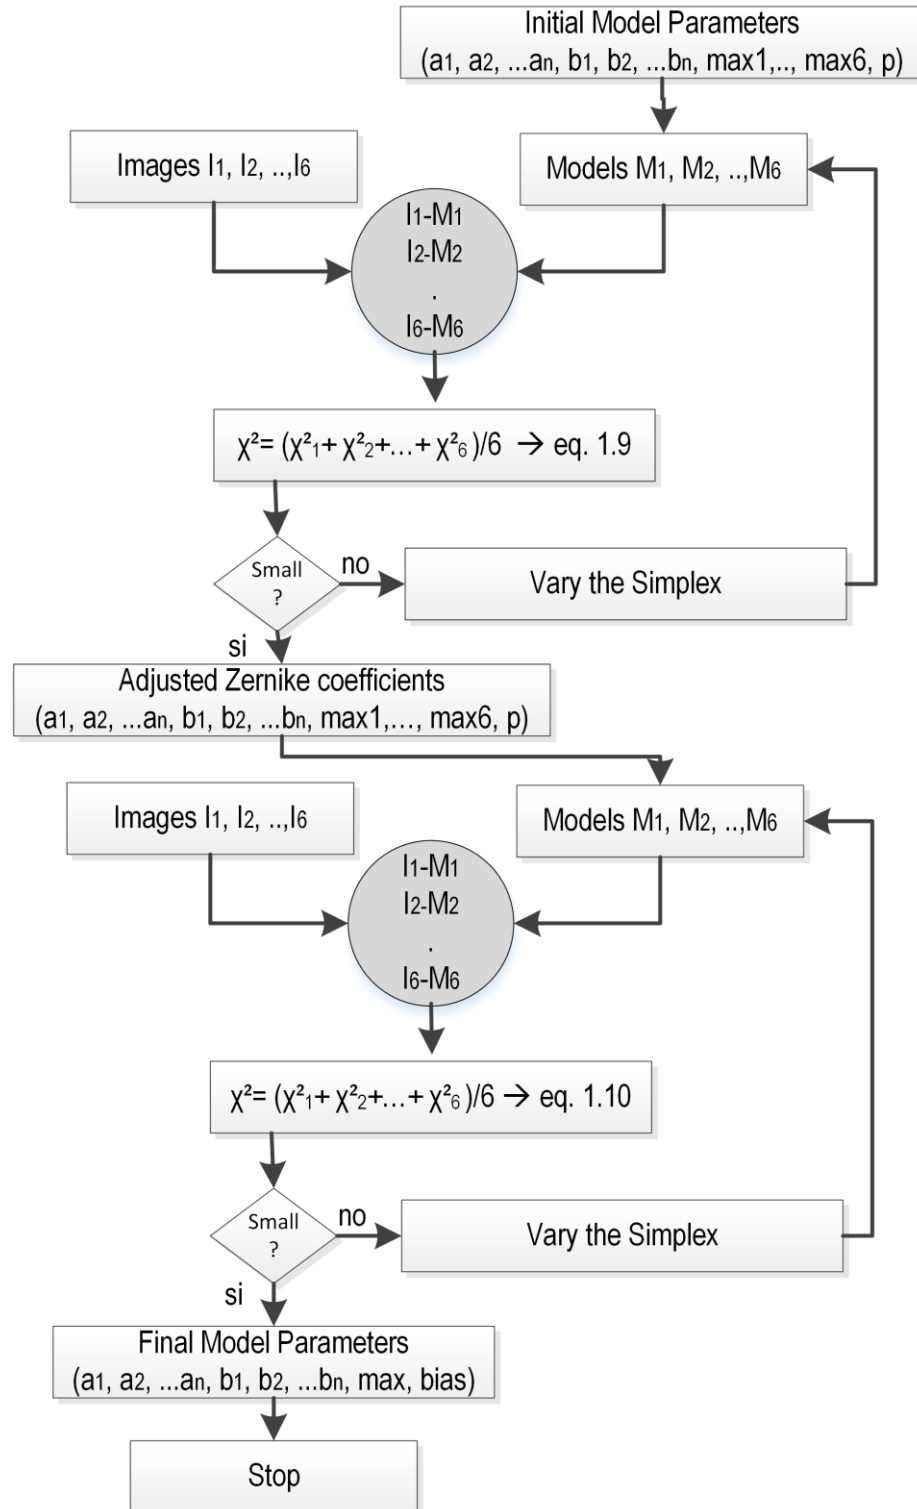 Initial Model Parameters
(a1, a2, ...an, b1, b2, ...bn, max1,.., max6, p)
Images I1, I2, ..,I6
Models M1, M2, ..,M6
I1-M1
I2-M2
.
I6-M6
χ²= (χ²₁+ χ²₂+...+ χ²₆ )/6 → eq. 1.9
Small
?
no
Vary the Simplex
si
Adjusted Zernike coefficients
(a1, a2, ...an, b1, b2, ...bn, max1,..., max6, p)
Images I1, I2, ..,I6
Models M1, M2, ..,M6
I1-M1
I2-M2
.
I6-M6
χ²= (χ²₁+ χ²₂+...+ χ²₆ )/6 → eq. 1.10
Small
?
no
Vary the Simplex
si
Final Model Parameters
(a1, a2, ...an, b1, b2, ...bn, max, bias)
Stop